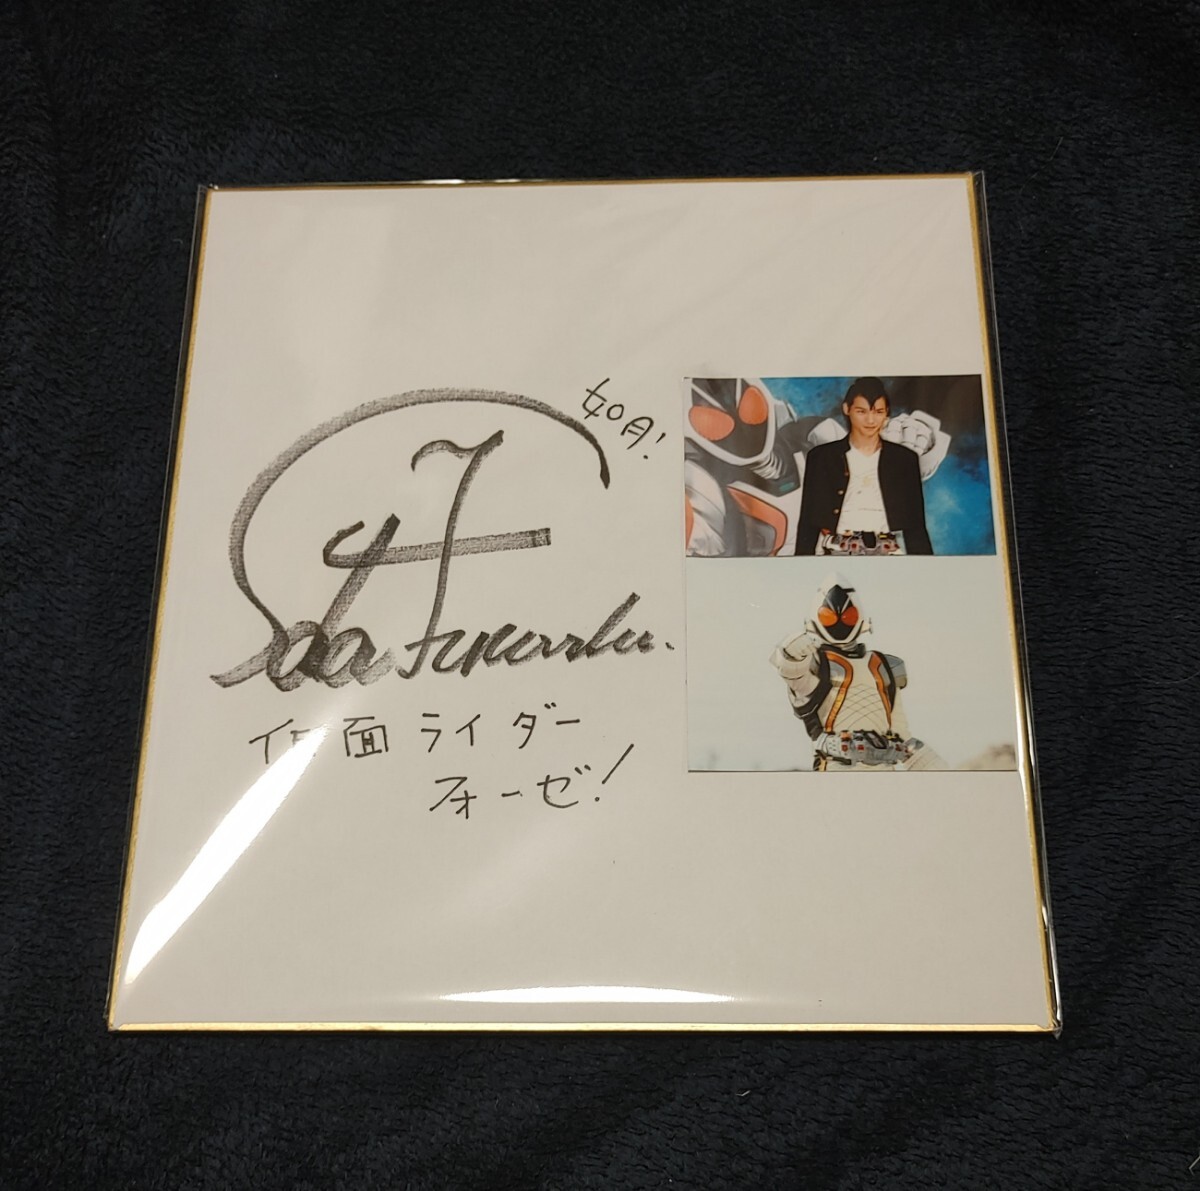 如月!
Sota Fukushi.
仮面ライダー
フォーゼ!